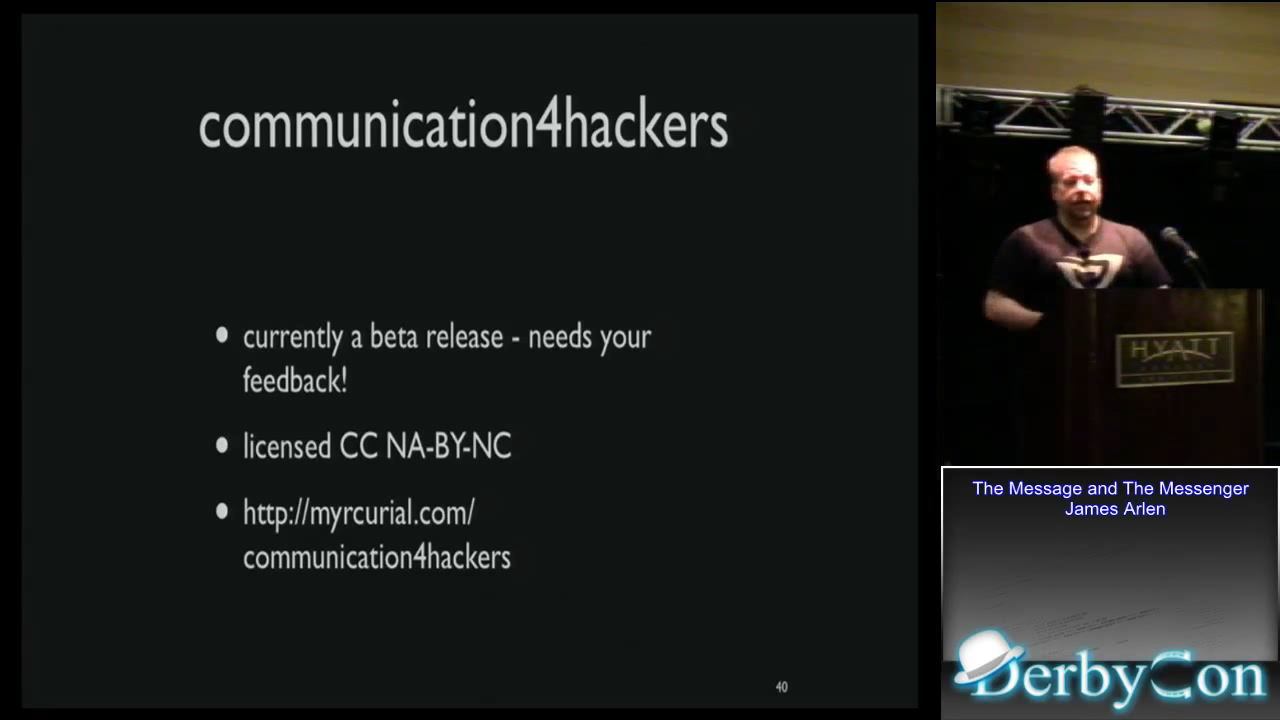 communication4hackers
• currently a beta release - needs your
feedback!
• licensed CC NA-BY-NC
• http://myrcurial.com/
communication4hackers
40
HYATT
The Message and The Messenger
James Arlen
DerbyCon